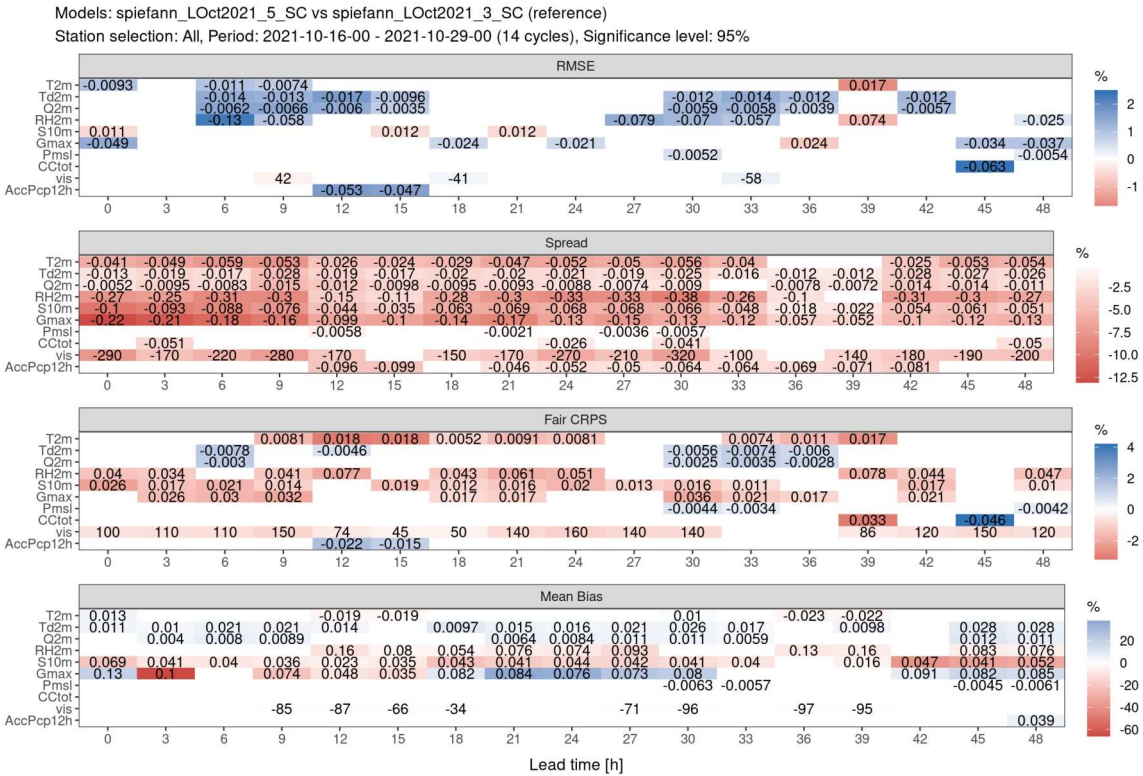 Models: spiefann_LOct2021_5_SC vs spiefann_LOct2021_3_SC (reference)
Station selection: All, Period: 2021-10-16-00 - 2021-10-29-00 (14 cycles), Significance level: 95%
RMSE
T2m -0.0093 -0.011 -0.0074 0.017
Td2m -0.014 -0.013 -0.017 -0.0096 -0.012 -0.014 -0.012 -0.012
Q2m -0.0062 -0.0066 -0.006 -0.0035 -0.0059 -0.0058 -0.0039 -0.0057
RH2m -0.13 -0.058 -0.079 -0.07 -0.057 0.074 -0.025
S10m 0.011 0.012 0.012
Gmax -0.049 -0.024 -0.021 0.024 -0.034 -0.037
Pmsl -0.0052 -0.0054
CCtot -0.063
vis 42 -41 -58
AccPcp12h -0.053 -0.047
0 3 6 9 12 15 18 21 24 27 30 33 36 39 42 45 48
%
2
1
0
-1
Spread
T2m -0.041 -0.049 -0.059 -0.053 -0.026 -0.024 -0.029 -0.047 -0.052 -0.05 -0.056 -0.04 -0.025 -0.053 -0.054
Td2m -0.013 -0.019 -0.017 -0.028 -0.019 -0.017 -0.02 -0.02 -0.021 -0.019 -0.025 -0.016 -0.012 -0.012 -0.028 -0.027 -0.026
Q2m -0.0052 -0.0095 -0.0083 -0.015 -0.012 -0.0098 -0.0095 -0.0093 -0.0088 -0.0074 -0.009 -0.0078 -0.0072 -0.014 -0.014 -0.011
RH2m -0.27 -0.25 -0.31 -0.3 -0.15 -0.11 -0.28 -0.3 -0.33 -0.33 -0.38 -0.26 -0.1 -0.31 -0.3 -0.27
S10m -0.1 -0.093 -0.088 -0.076 -0.044 -0.035 -0.063 -0.069 -0.068 -0.068 -0.066 -0.048 -0.018 -0.022 -0.054 -0.061 -0.051
Gmax -0.22 -0.21 -0.18 -0.16 -0.099 -0.1 -0.14 -0.17 -0.13 -0.15 -0.13 -0.12 -0.057 -0.052 -0.1 -0.12 -0.13
Pmsl -0.0058 -0.0021 -0.0036 -0.0057
CCtot -0.051 -0.026 -0.041 -0.05
vis -290 -170 -220 -280 -170 -150 -170 -270 -210 -320 -100 -140 -180 -190 -200
AccPcp12h -0.096 -0.099 -0.046 -0.052 -0.05 -0.064 -0.064 -0.069 -0.071 -0.081
0 3 6 9 12 15 18 21 24 27 30 33 36 39 42 45 48
%
-2.5
-5.0
-7.5
-10.0
-12.5
Fair CRPS
T2m 0.0081 0.018 0.018 0.0052 0.0091 0.0081 0.0074 0.011 0.017
Td2m -0.0078 -0.0046 -0.0056 -0.0074 -0.006
Q2m -0.003 -0.0025 -0.0035 -0.0028
RH2m 0.04 0.034 0.041 0.077 0.043 0.061 0.051 0.078 0.044 0.047
S10m 0.026 0.017 0.021 0.014 0.019 0.012 0.016 0.02 0.013 0.016 0.011 0.017 0.01
Gmax 0.026 0.03 0.032 0.017 0.017 0.036 0.021 0.017 0.021
Pmsl -0.0044 -0.0034 -0.0042
CCtot 0.033 -0.046
vis 100 110 110 150 74 45 50 140 160 140 140 86 120 150 120
AccPcp12h -0.022 -0.015
0 3 6 9 12 15 18 21 24 27 30 33 36 39 42 45 48
%
4
2
0
-2
Mean Bias
T2m 0.013 -0.019 -0.019 0.01 -0.023 -0.022
Td2m 0.011 0.01 0.021 0.021 0.014 0.0097 0.015 0.016 0.021 0.026 0.017 0.0098 0.028 0.028
Q2m 0.004 0.008 0.0089 0.0064 0.0084 0.011 0.011 0.0059 0.012 0.011
RH2m 0.16 0.08 0.054 0.076 0.074 0.093 0.13 0.16 0.083 0.076
S10m 0.069 0.041 0.04 0.036 0.023 0.035 0.043 0.041 0.044 0.042 0.041 0.04 0.016 0.047 0.041 0.052
Gmax 0.13 0.1 0.074 0.048 0.035 0.082 0.084 0.076 0.073 0.08 0.091 0.082 0.085
Pmsl -0.0063 -0.0057 -0.0045 -0.0061
CCtot
vis -85 -87 -66 -34 -71 -96 -97 -95
AccPcp12h 0.039
0 3 6 9 12 15 18 21 24 27 30 33 36 39 42 45 48
%
20
0
-20
-40
-60
Lead time [h]